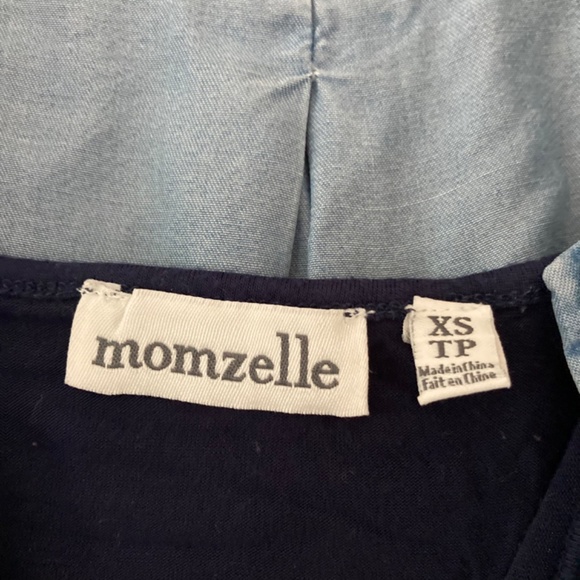 momzelle
XS
TP
Made in China
Fait en Chine